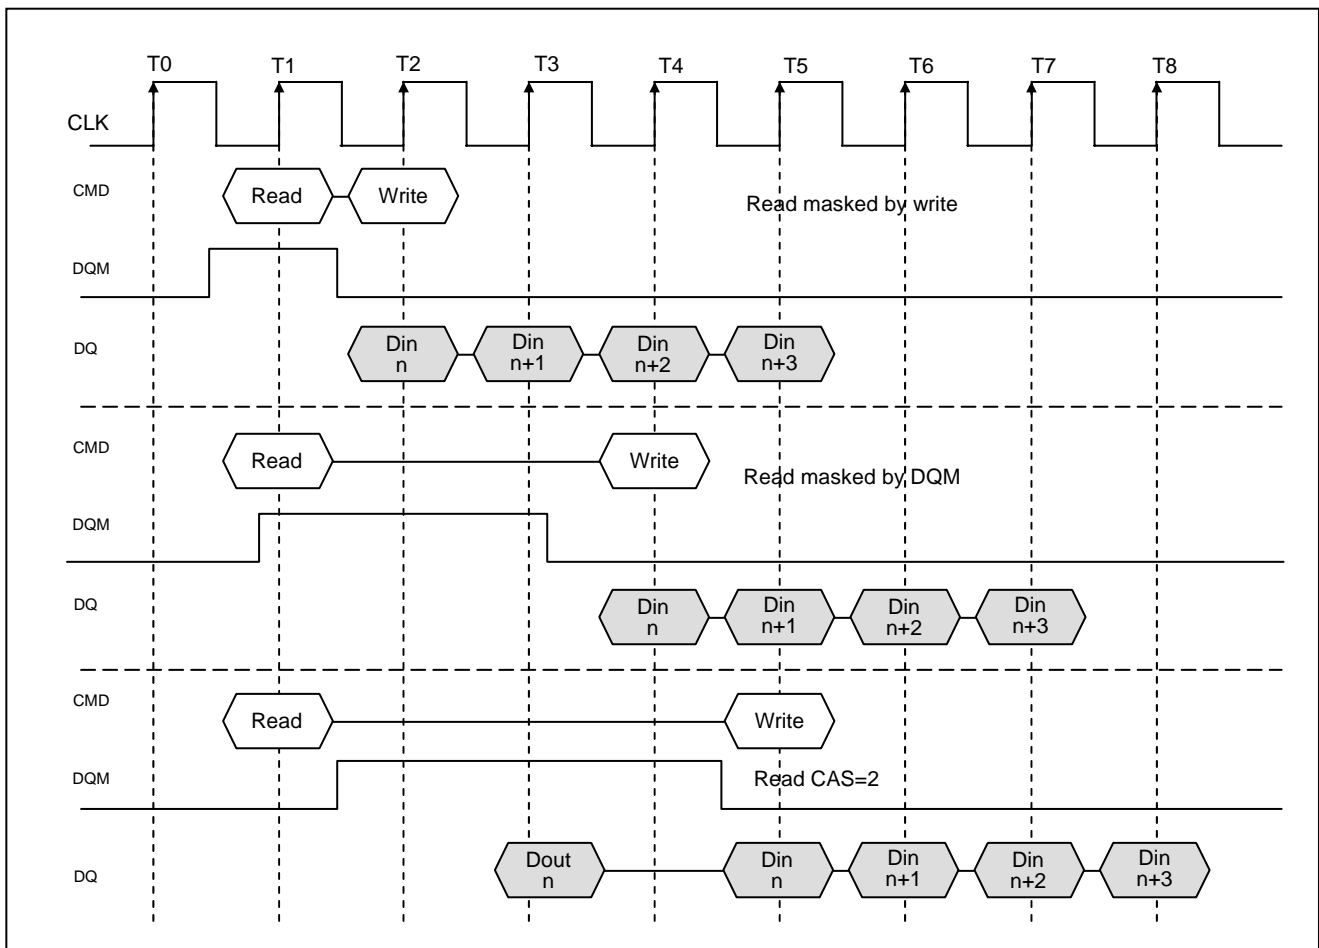 T0 T1 T2 T3 T4 T5 T6 T7 T8
CLK
CMD Read Write Read masked by write
DQM
DQ Din n Din n+1 Din n+2 Din n+3
CMD Read Write Read masked by DQM
DQM
DQ Din n Din n+1 Din n+2 Din n+3
CMD Read Write
DQM Read CAS=2
DQ Dout n Din n Din n+1 Din n+2 Din n+3